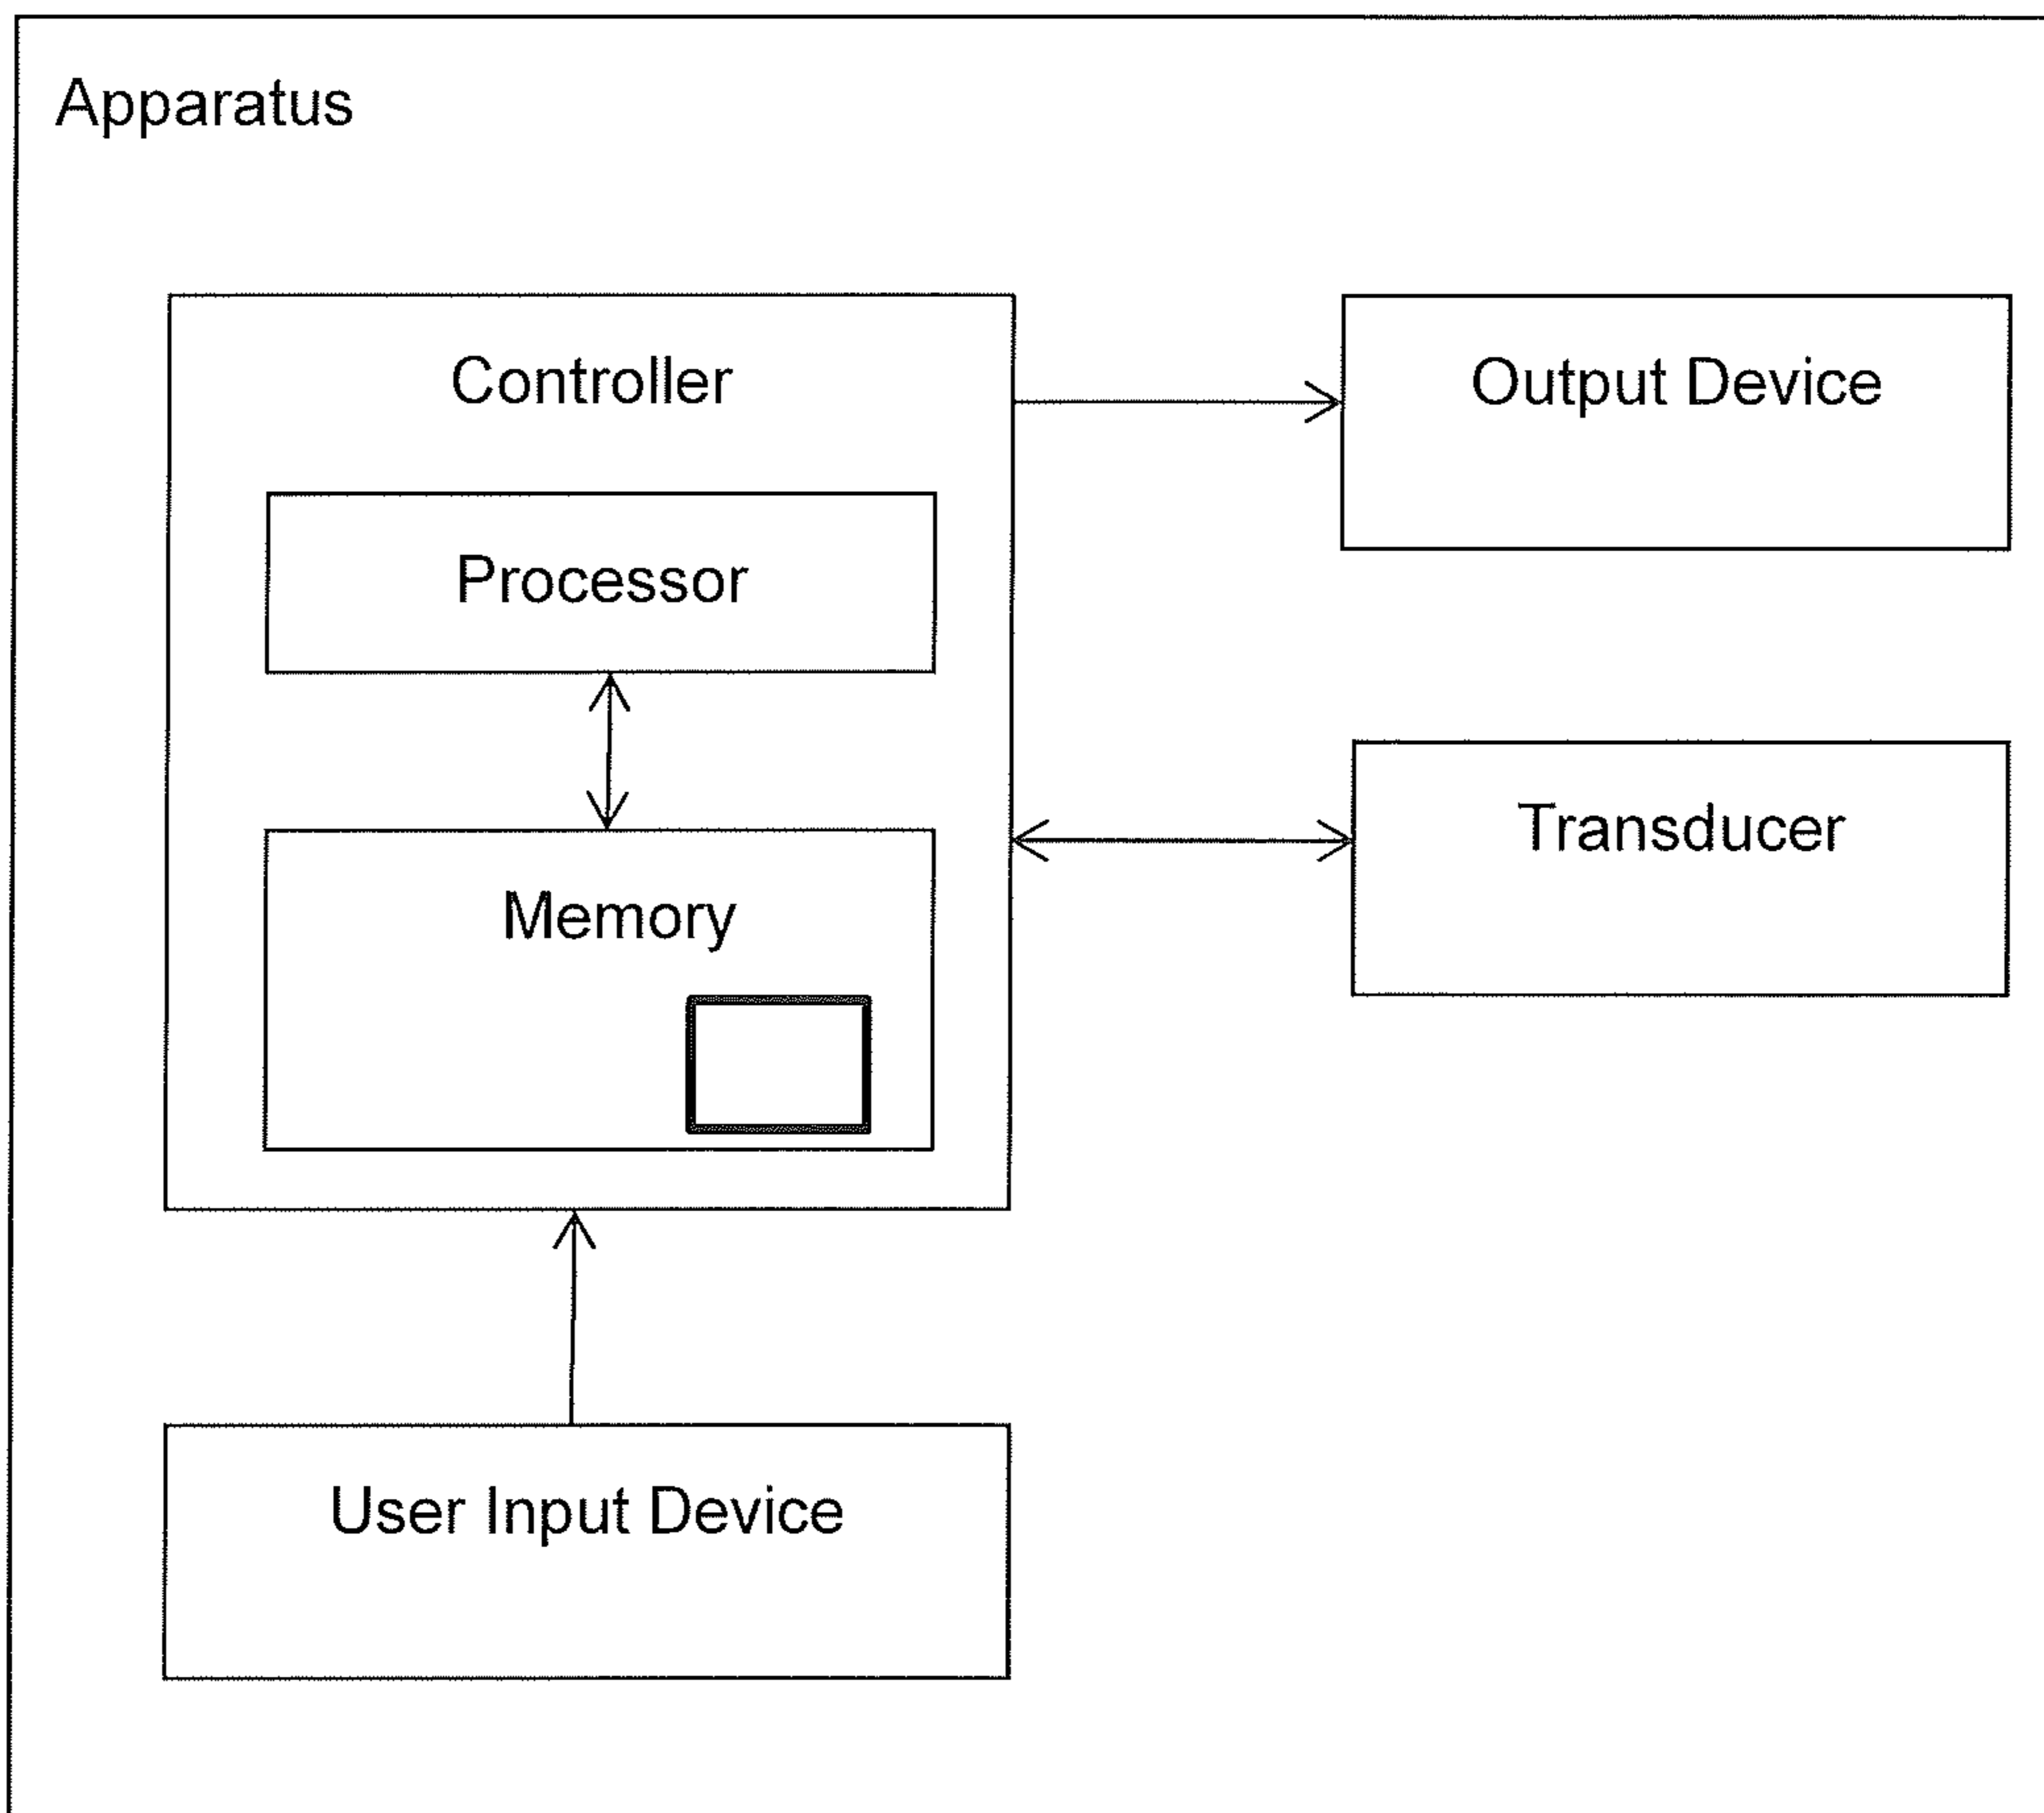 Apparatus
Controller
Output Device
Processor
Transducer
Memory
User Input Device